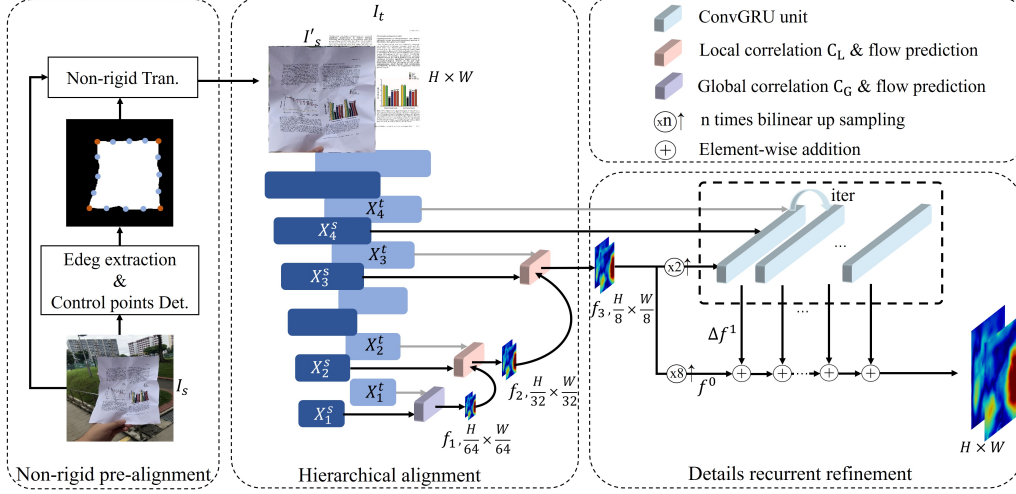 Non-rigid Tran.
Edeg extraction
&
Control points Det.
I_s
Non-rigid pre-alignment
I_t
I'_s
H × W
X_4^t
X_4^s
X_3^t
X_3^s
X_2^t
X_2^s
X_1^t
X_1^s
f_1, H/64 × W/64
f_2, H/32 × W/32
f_3, H/8 × W/8
Hierarchical alignment
ConvGRU unit
Local correlation C_L & flow prediction
Global correlation C_G & flow prediction
xn↑ n times bilinear up sampling
+ Element-wise addition
iter
...
x2↑
Δf^1
...
x8↑
f^0
+ + ...... + +
H × W
Details recurrent refinement